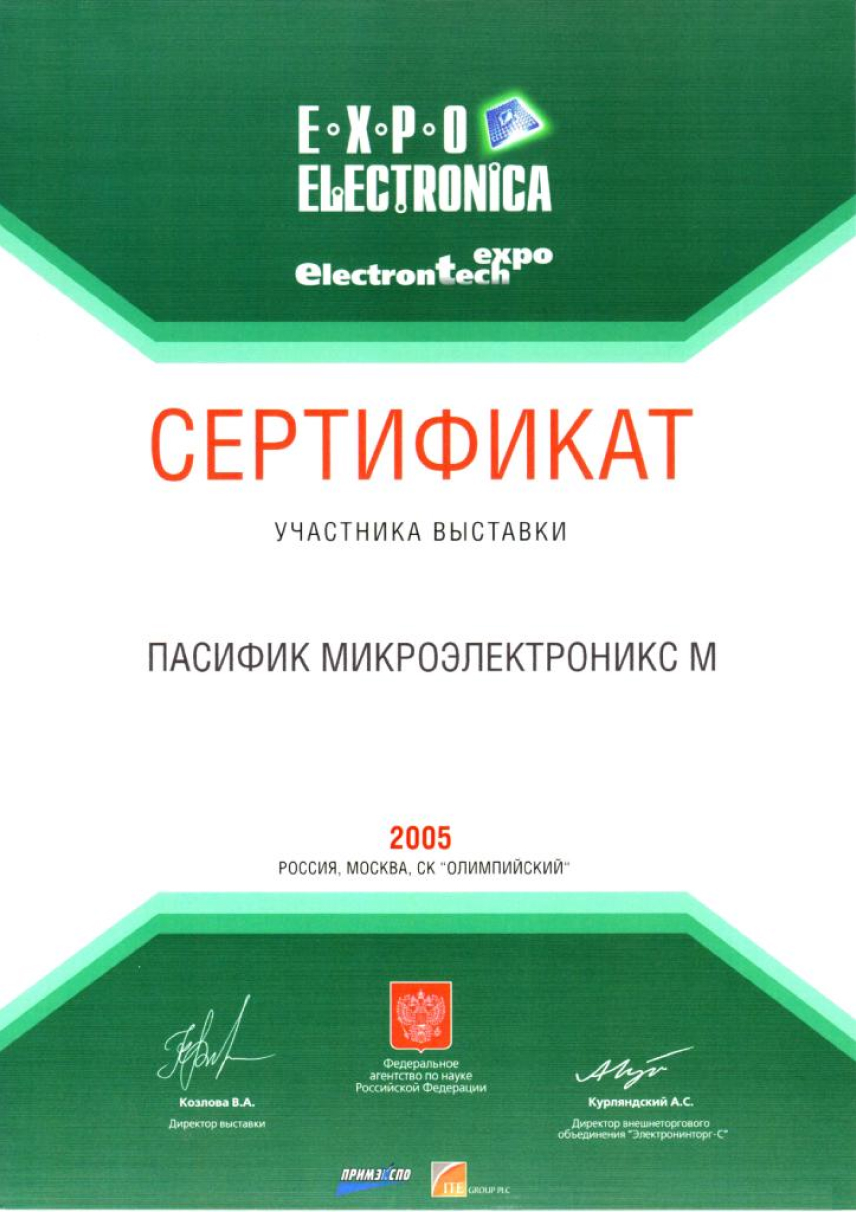 E·X·P·O
ELECTRONICA
electrontech expo
СЕРТИФИКАТ
УЧАСТНИКА ВЫСТАВКИ
ПАСИФИК МИКРОЭЛЕКТРОНИКС М
2005
РОССИЯ, МОСКВА, СК "ОЛИМПИЙСКИЙ"
Федеральное
агентство по науке
Российской Федерации
Козлова В.А.
Директор выставки
Курляндский А.С.
Директор внешнеторгового
объединения "Электронинторг-С"
ПРИМЭКСПО
ITE GROUP PLC